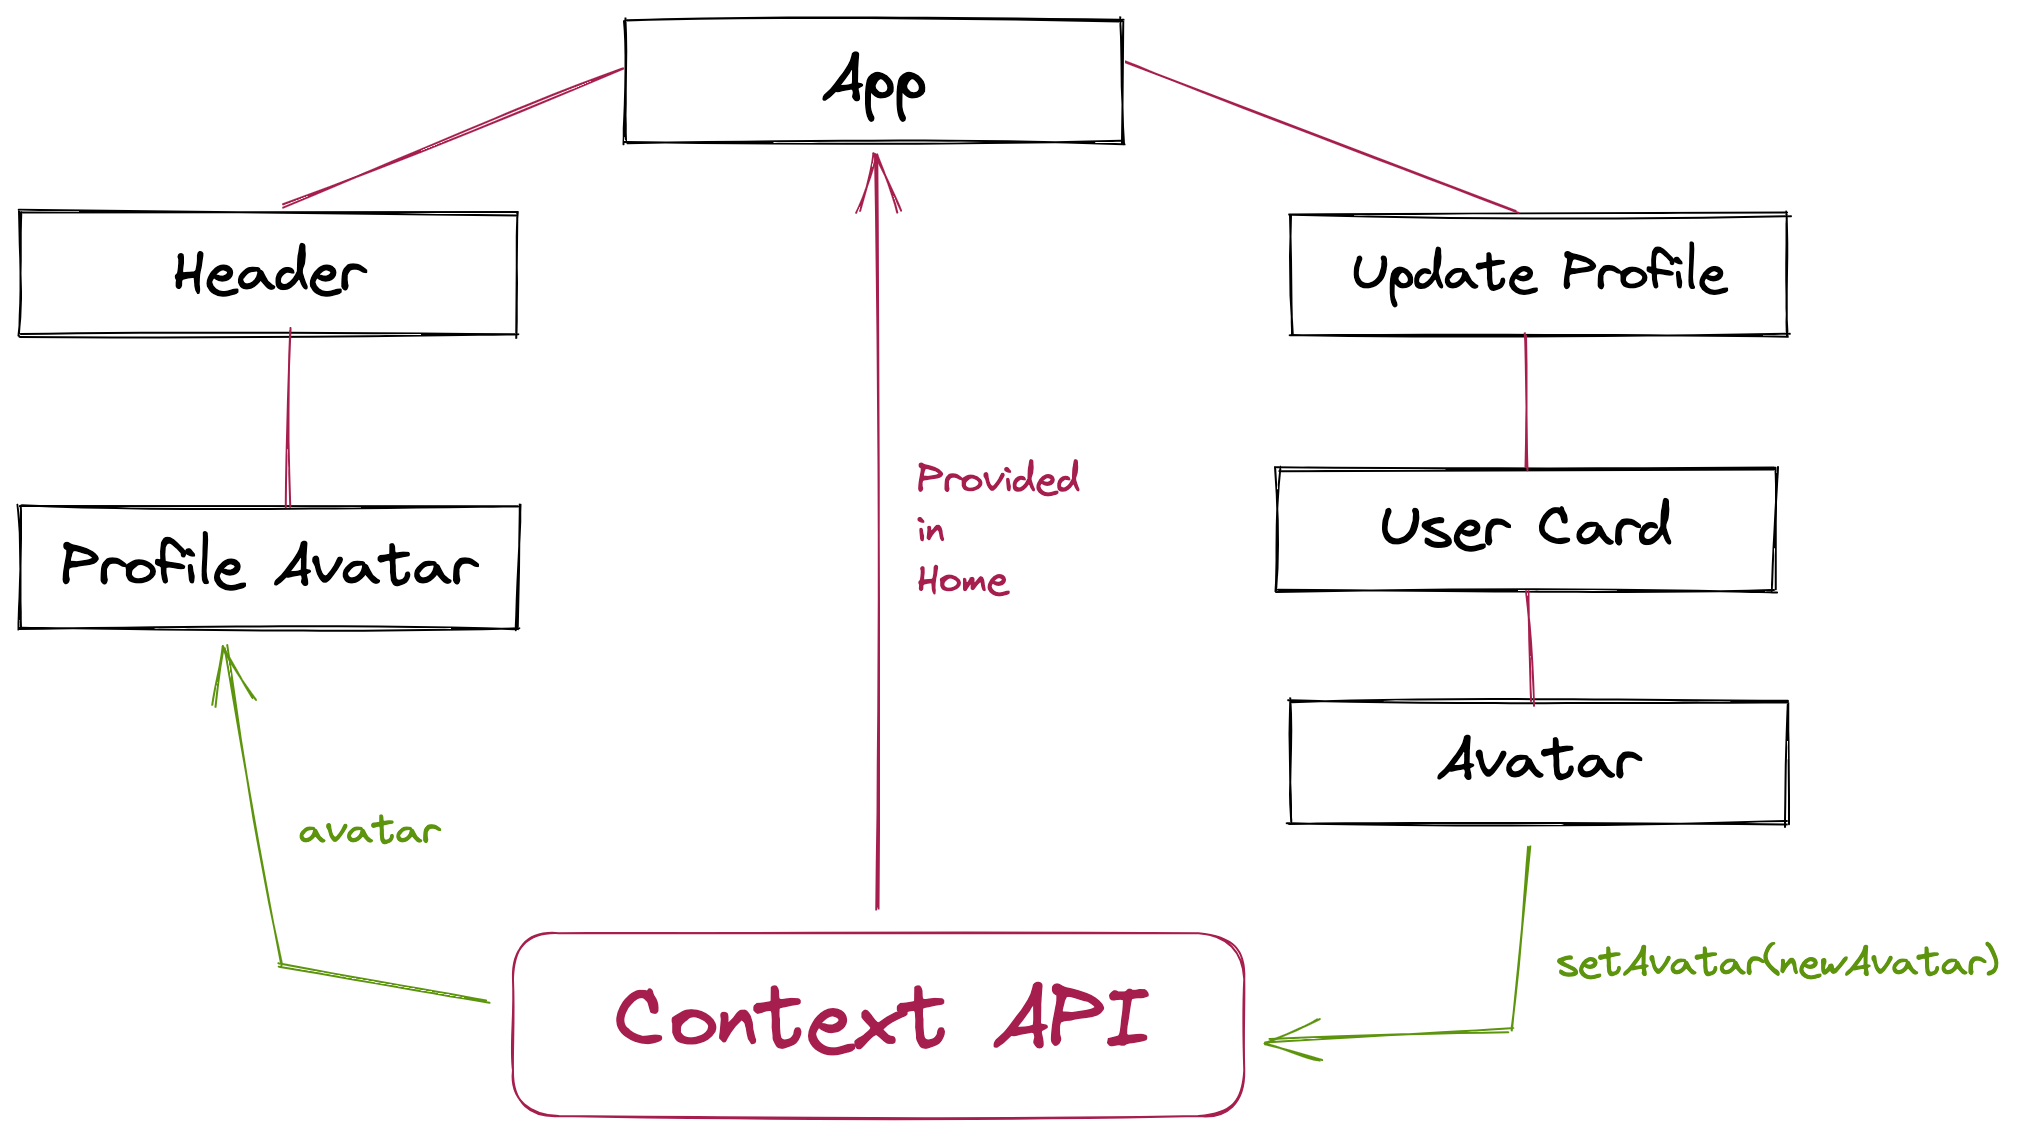 App
Header
Update Profile
Provided
in
Home
User Card
Profile Avatar
Avatar
avatar
setAvatar(newAvatar)
Context API